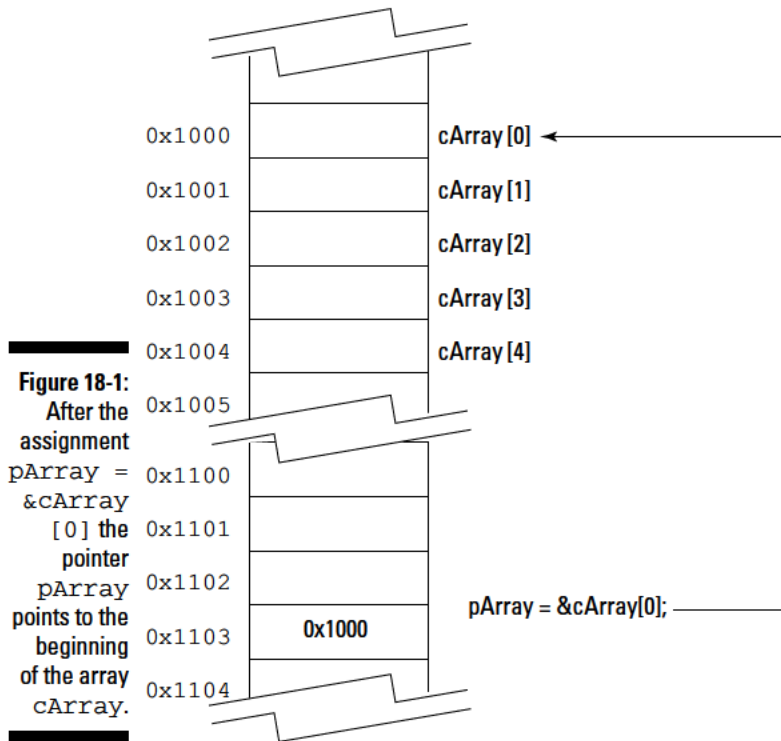 0x1000 cArray [0]
0x1001 cArray [1]
0x1002 cArray [2]
0x1003 cArray [3]
0x1004 cArray [4]
0x1005
0x1100
0x1101
0x1102
0x1103 0x1000 pArray = &cArray[0];
0x1104
Figure 18-1:
After the
assignment
pArray =
&cArray
[0] the
pointer
pArray
points to the
beginning
of the array
cArray.